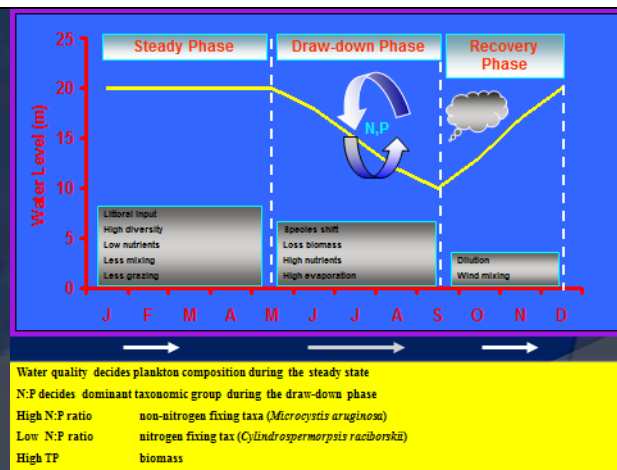 25
Steady Phase
Draw-down Phase
Recovery
Phase
20
15
10
5
0
Water Level (m)
N,P
Littoral Input
High diversity
Low nutrients
Less mixing
Less grazing
Species shift
Loss biomass
High nutrients
High evaporation
Dilution
Wind mixing
J F M A M J J A S O N D
Water quality decides plankton composition during the steady state
N:P decides dominant taxonomic group during the draw-down phase
High N:P ratio non-nitrogen fixing taxa (Microcystis aruginosa)
Low N:P ratio nitrogen fixing tax (Cylindrospermorpsis raciborskii)
High TP biomass